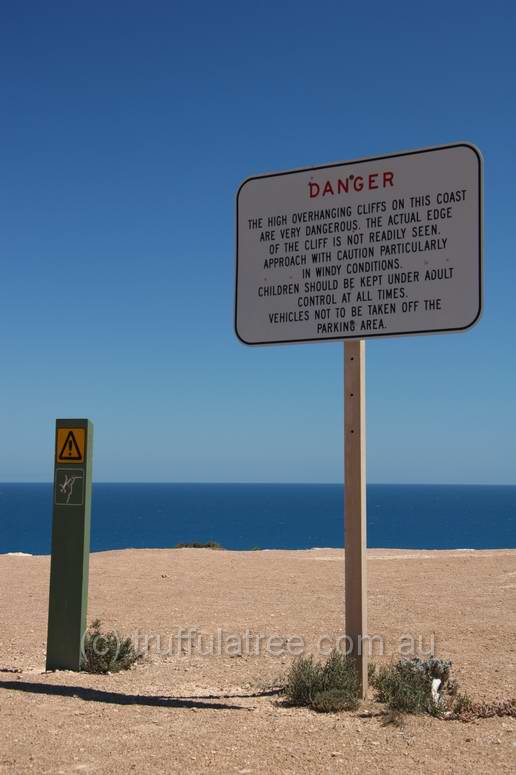 DANGER
THE HIGH OVERHANGING CLIFFS ON THIS COAST
ARE VERY DANGEROUS. THE ACTUAL EDGE
OF THE CLIFF IS NOT READILY SEEN.
APPROACH WITH CAUTION PARTICULARLY
IN WINDY CONDITIONS.
CHILDREN SHOULD BE KEPT UNDER ADULT
CONTROL AT ALL TIMES.
VEHICLES NOT TO BE TAKEN OFF THE
PARKING AREA.
(c) truffulatree.com.au